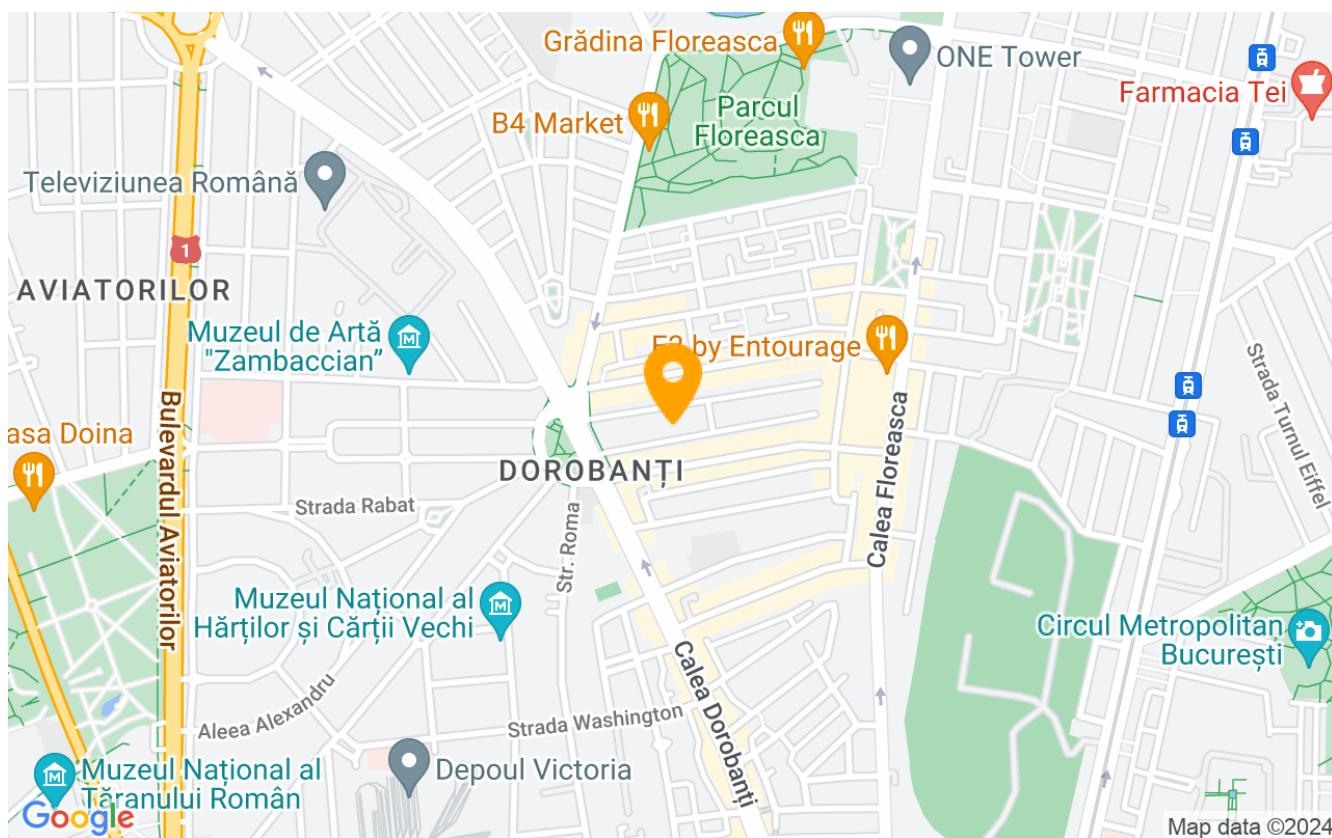 Grădina Floreasca
ONE Tower
Farmacia Tei
B4 Market
Parcul
Floreasca
Televiziunea Română
1
AVIATORILOR
Muzeul de Artă
"Zambaccian”
by Entourage
Strada Turnul Eiffel
asa Doina
Bulevardul Aviatorilor
DOROBANȚI
Calea Floreasca
Strada Rabat
Str. Roma
Muzeul Național al
Hărților și Cărții Vechi
Circul Metropolitan
București
Calea Dorobanți
Aleea Alexandru
Strada Washington
Depoul Victoria
Muzeul Național al
Țăranului Român
Google
Map data ©2024